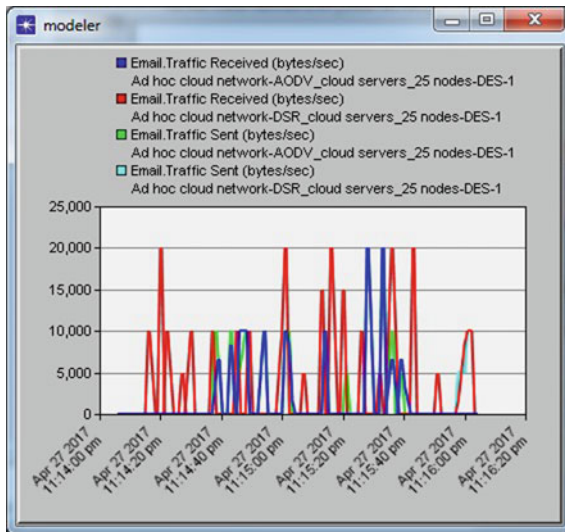 modeler
Email.Traffic Received (bytes/sec)
Ad hoc cloud network-AODV_cloud servers_25 nodes-DES-1
Email.Traffic Received (bytes/sec)
Ad hoc cloud network-DSR_cloud servers_25 nodes-DES-1
Email.Traffic Sent (bytes/sec)
Ad hoc cloud network-AODV_cloud servers_25 nodes-DES-1
Email.Traffic Sent (bytes/sec)
Ad hoc cloud network-DSR_cloud servers_25 nodes-DES-1
25,000
20,000
15,000
10,000
5,000
0
Apr 27 2017
11:14:00 pm
Apr 27 2017
11:14:20 pm
Apr 27 2017
11:14:40 pm
Apr 27 2017
11:15:00 pm
Apr 27 2017
11:15:20 pm
Apr 27 2017
11:15:40 pm
Apr 27 2017
11:16:00 pm
Apr 27 2017
11:16:20 pm